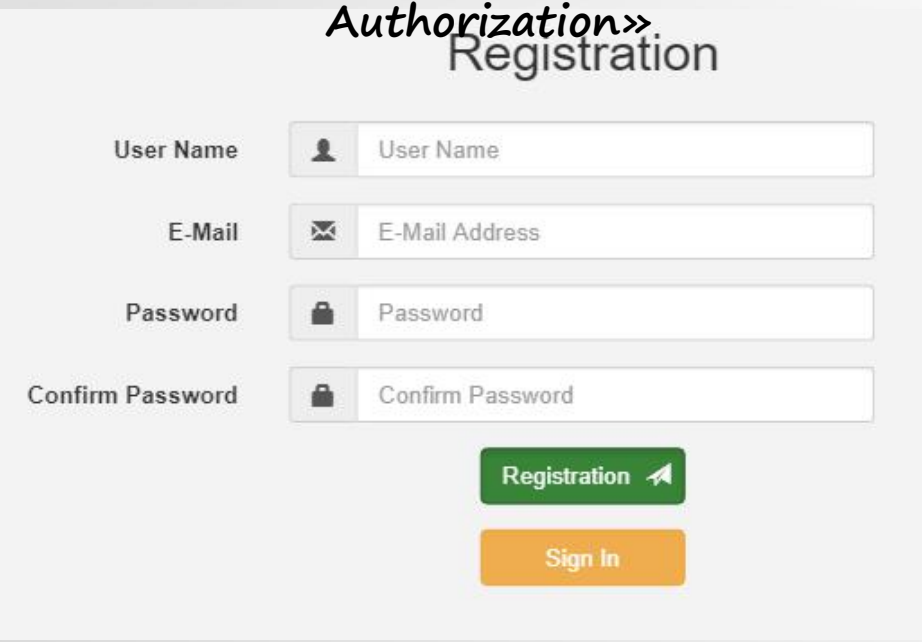 Authorization»
Registration
User Name User Name
E-Mail E-Mail Address
Password Password
Confirm Password Confirm Password
Registration
Sign In